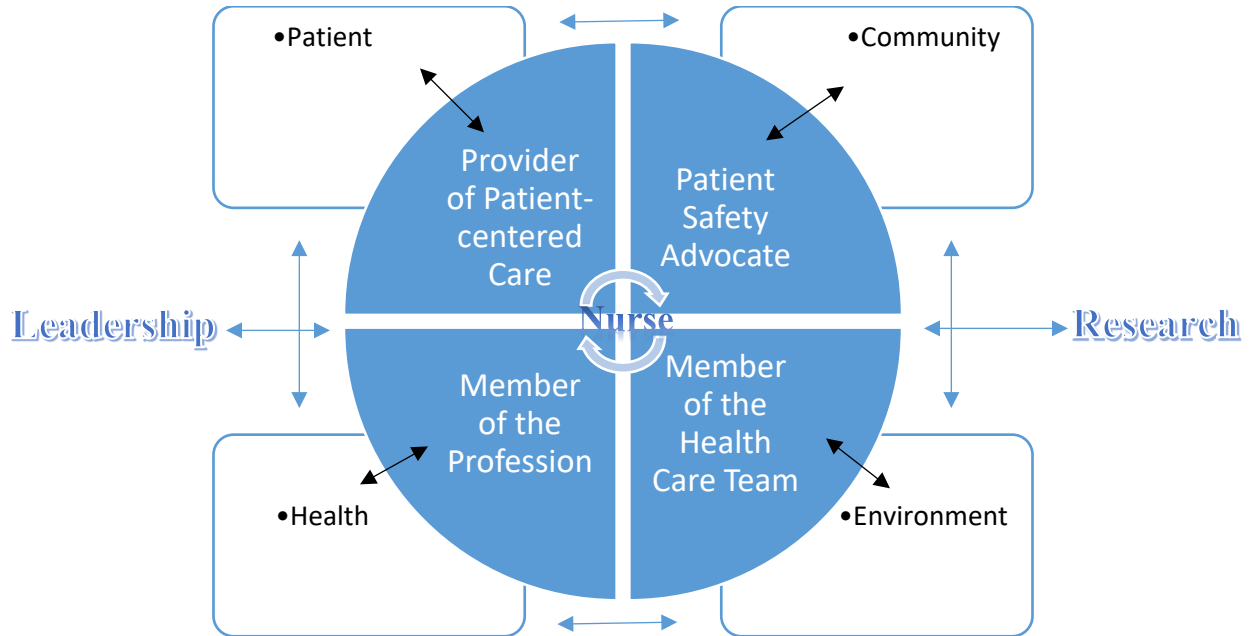 •Patient
•Community
Provider
of Patient-
centered
Care
Patient
Safety
Advocate
Leadership
Nurse
Research
Member
of the
Profession
Member
of the
Health
Care Team
•Health
•Environment